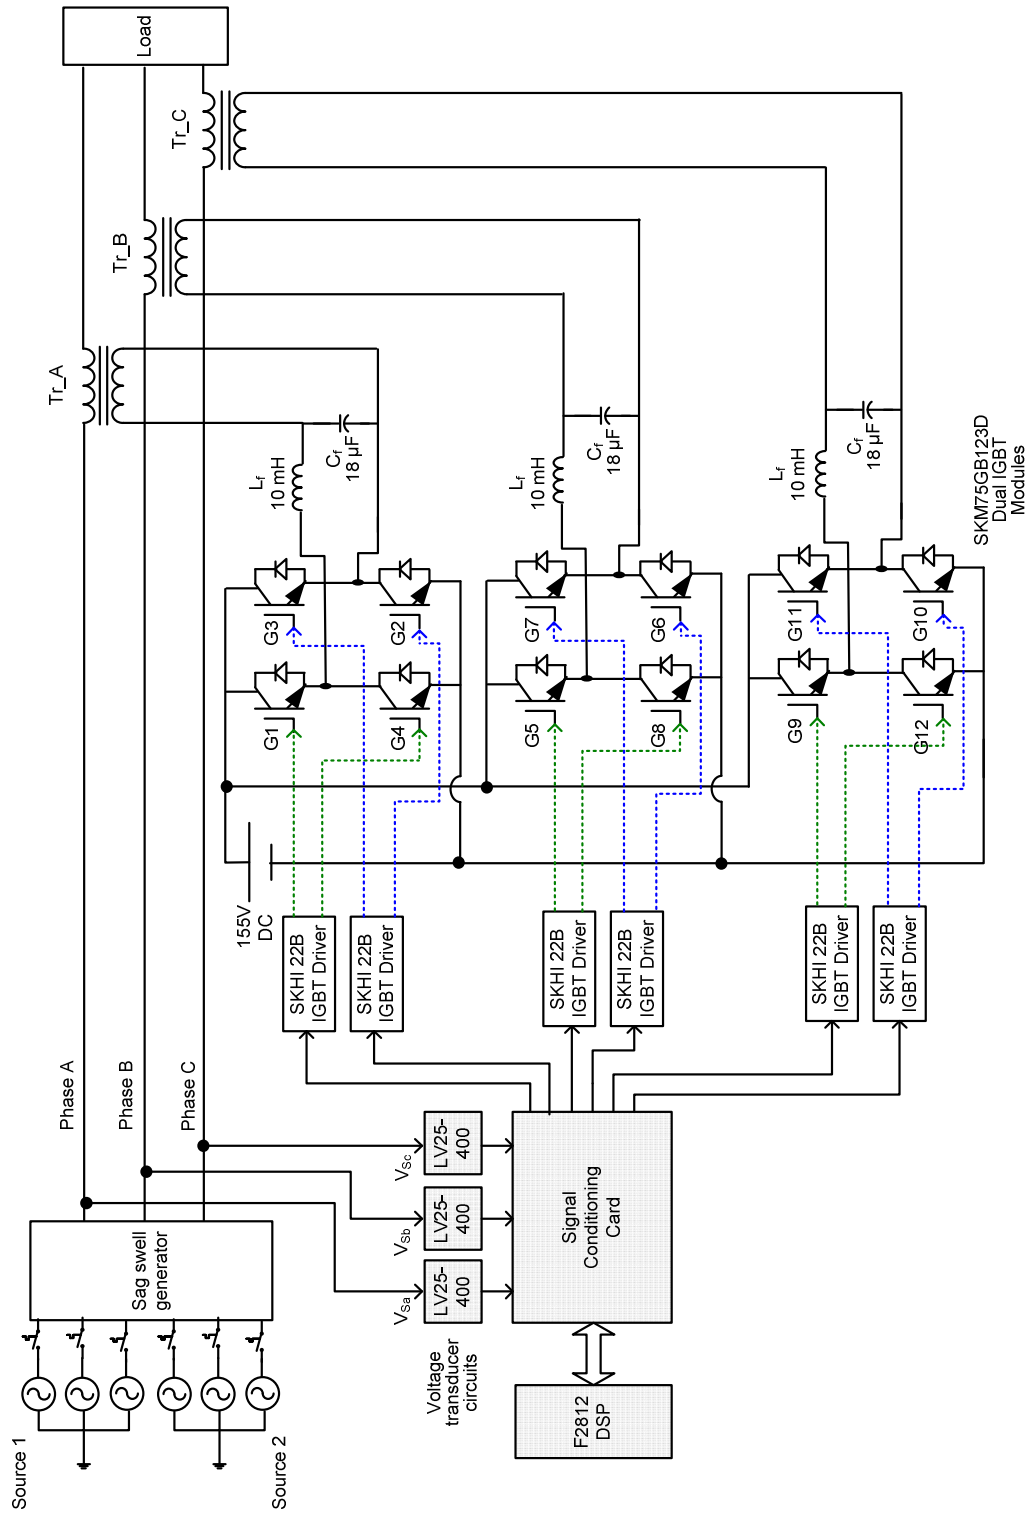 Source 1
Source 2
Sag swell
generator
Phase A
Phase B
Phase C
Tr_A
Tr_B
Tr_C
Load
155V
DC
G1
G3
G4
G2
Lf
10 mH
Cf
18 µF
G5
G7
G8
G6
Lf
10 mH
Cf
18 µF
G9
G11
G12
G10
Lf
10 mH
Cf
18 µF
SKM75GB123D
Dual IGBT
Modules
SKHI 22B
IGBT Driver
SKHI 22B
IGBT Driver
SKHI 22B
IGBT Driver
SKHI 22B
IGBT Driver
SKHI 22B
IGBT Driver
SKHI 22B
IGBT Driver
VSa
VSb
VSc
LV25-
400
LV25-
400
LV25-
400
Voltage
transducer
circuits
Signal
Conditioning
Card
F2812
DSP